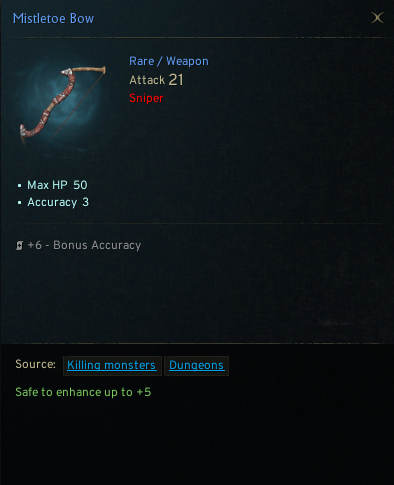 Mistletoe Bow
Rare / Weapon
Attack 21
Sniper
• Max HP 50
• Accuracy 3
+6 - Bonus Accuracy
Source: Killing monsters Dungeons
Safe to enhance up to +5